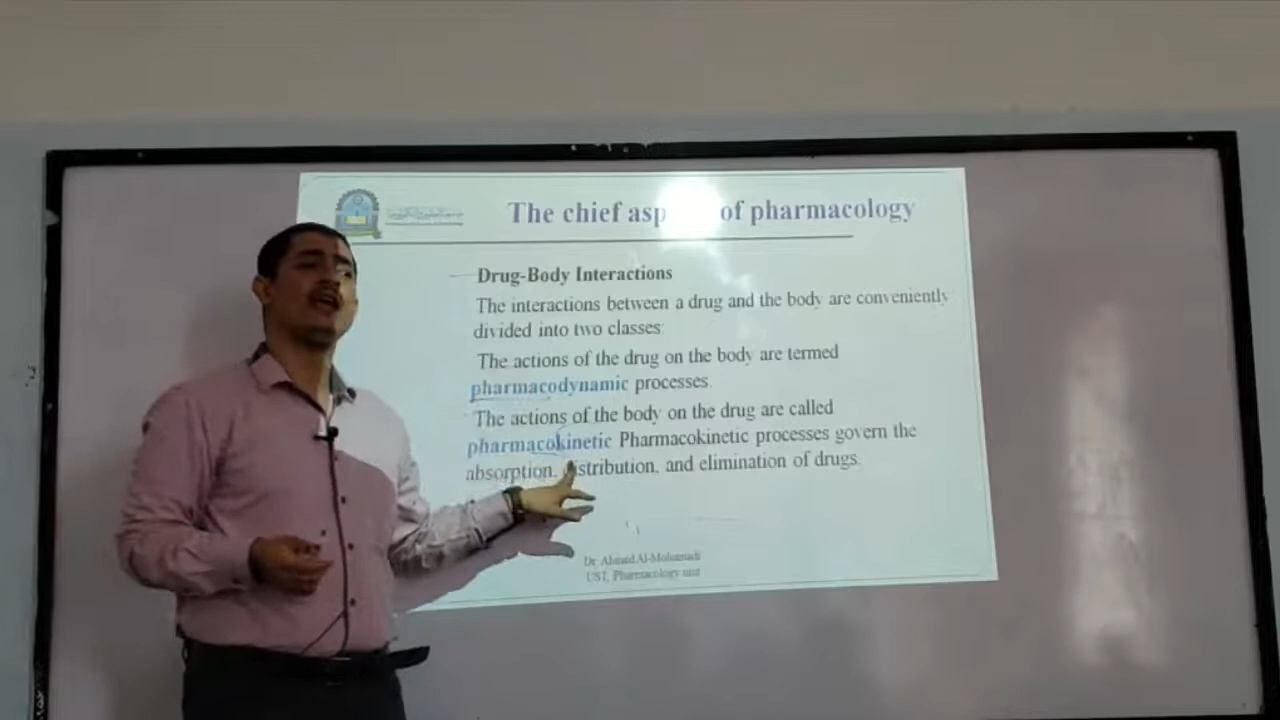 The chief asp of pharmacology
Drug-Body Interactions
The interactions between a drug and the body are conveniently
divided into two classes:
The actions of the drug on the body are termed
pharmacodynamic processes.
The actions of the body on the drug are called
pharmacokinetic Pharmacokinetic processes govern the
absorption, istribution, and elimination of drugs.
Dr Ahmed Al-Mohamadi
UST, Pharmacology unit